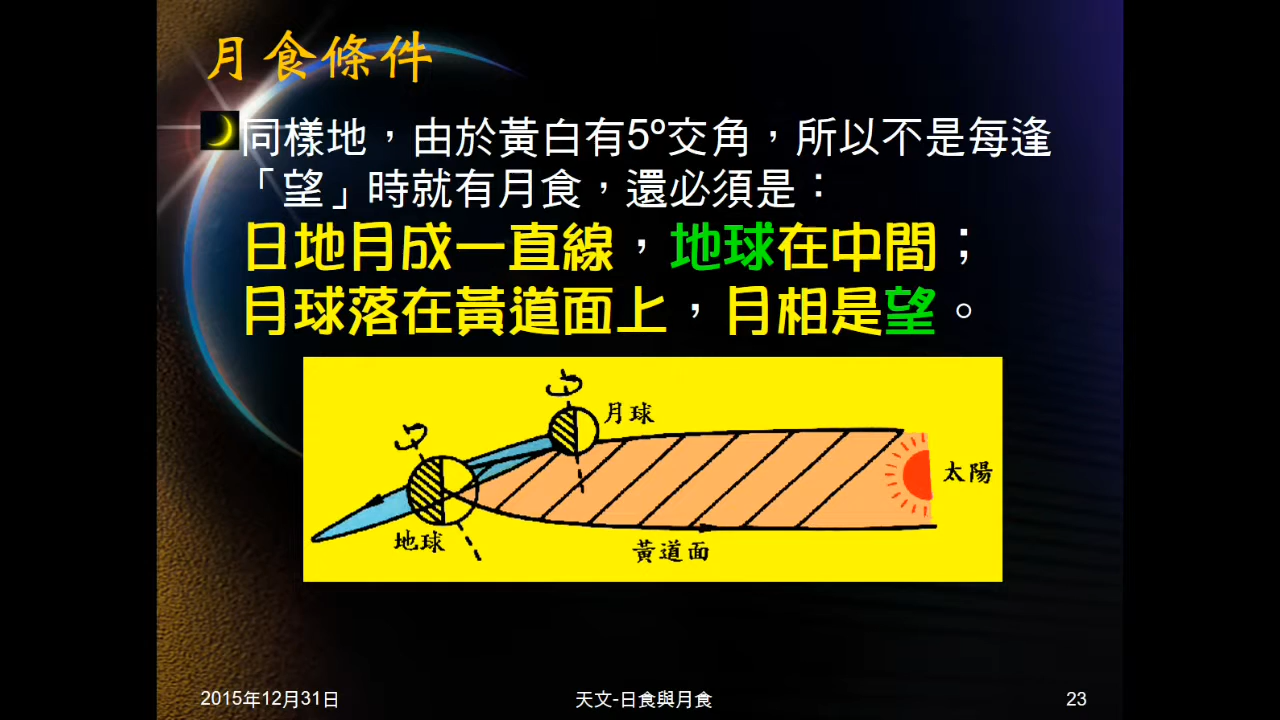 月食條件
同樣地，由於黃白有5º交角，所以不是每逢
「望」時就有月食，還必須是：
日地月成一直線，地球在中間；
月球落在黃道面上，月相是望。
月球
太陽
地球
黃道面
2015年12月31日
天文-日食與月食
23